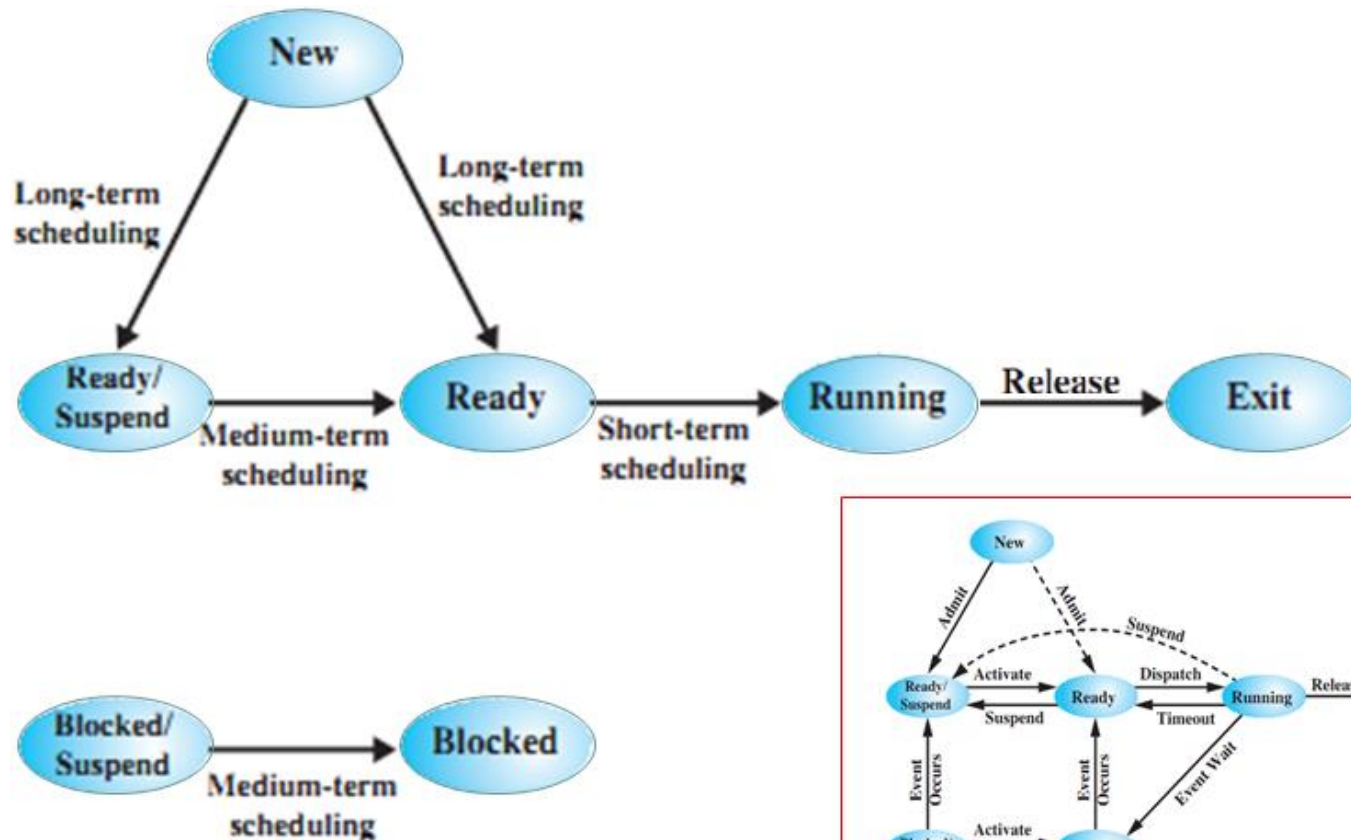 New
Long-term
scheduling
Long-term
scheduling
Ready/
Suspend
Medium-term
scheduling
Ready
Short-term
scheduling
Running
Release
Exit
Blocked/
Suspend
Medium-term
scheduling
Blocked
New
Admit
Admit
Suspend
Ready/
Suspend
Activate
Suspend
Ready
Dispatch
Timeout
Running
Event
Occurs
Event
Occurs
Event Wait
Activate